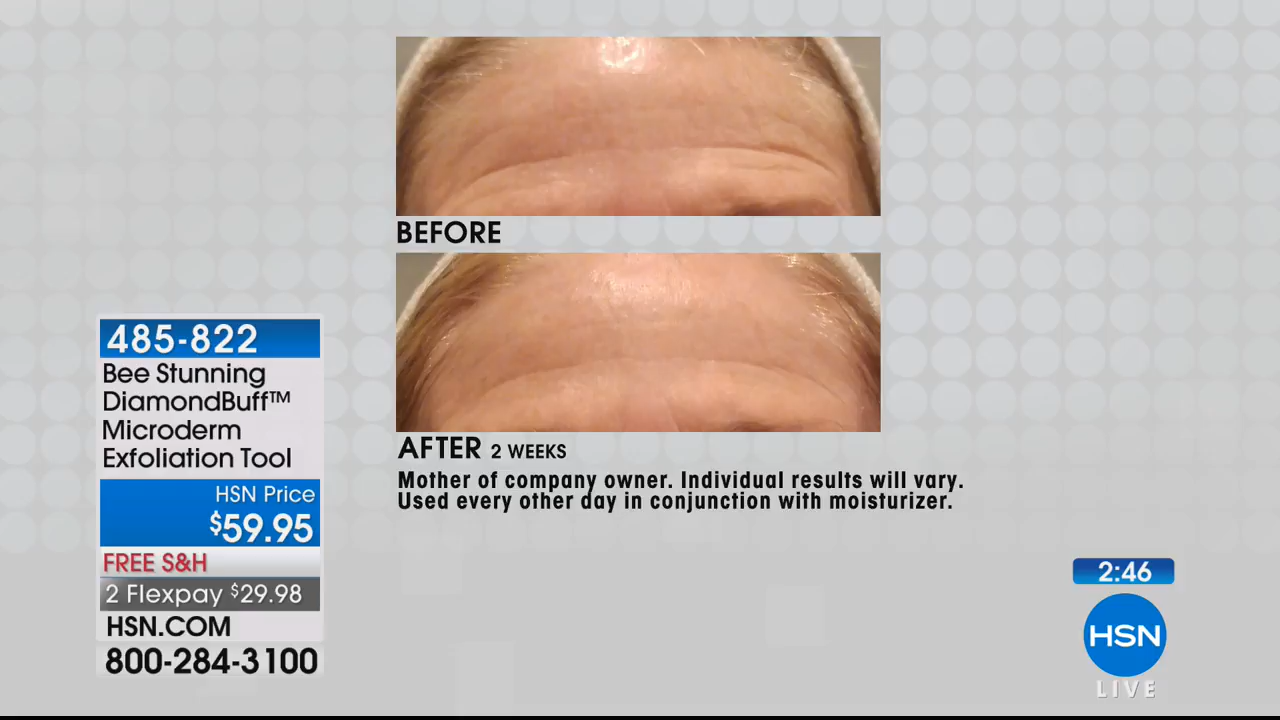 BEFORE
AFTER 2 WEEKS
Mother of company owner. Individual results will vary.
Used every other day in conjunction with moisturizer.
485-822
Bee Stunning
DiamondBuff™
Microderm
Exfoliation Tool
HSN Price
$59.95
FREE S&H
2 Flexpay $29.98
HSN.COM
800-284-3100
2:46
HSN
LIVE